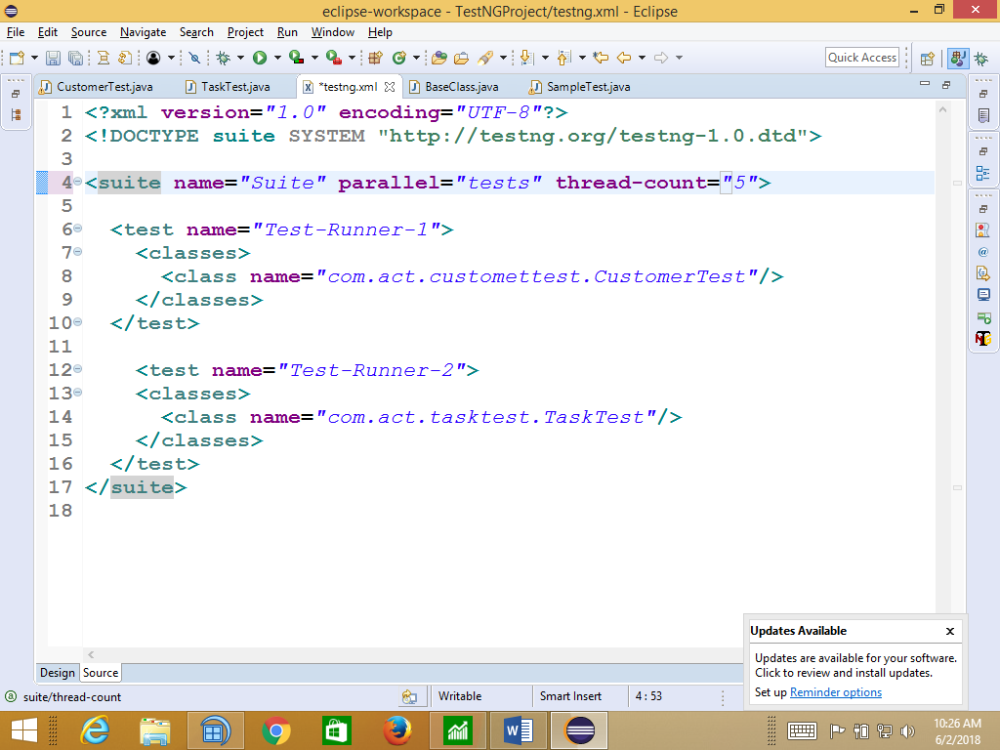 eclipse-workspace - TestNGProject/testng.xml - Eclipse
File Edit Source Navigate Search Project Run Window Help
Quick Access
CustomerTest.java TaskTest.java *testng.xml BaseClass.java SampleTest.java
1 <?xml version="1.0" encoding="UTF-8"?>
2 <!DOCTYPE suite SYSTEM "http://testng.org/testng-1.0.dtd">
3
4 <suite name="Suite" parallel="tests" thread-count="5">
5
6 <test name="Test-Runner-1">
7 <classes>
8 <class name="com.act.customettest.CustomerTest"/>
9 </classes>
10 </test>
11
12 <test name="Test-Runner-2">
13 <classes>
14 <class name="com.act.tasktest.TaskTest"/>
15 </classes>
16 </test>
17 </suite>
18
Updates Available x
Updates are available for your software.
Click to review and install updates.
Set up Reminder options
Design Source
suite/thread-count Writable Smart Insert 4 : 53
10:26 AM
6/2/2018